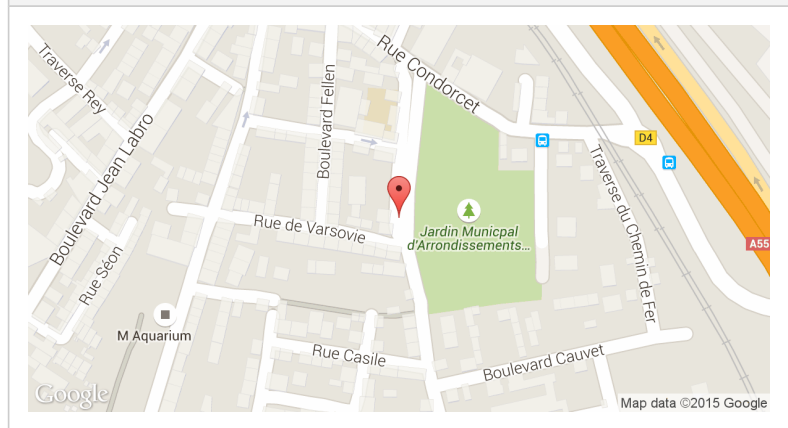 Rue Condorcet
Traverse Rey
Boulevard Fellen
Boulevard Jean Labro
D4
Traverse du Chemin de Fer
Rue de Varsovie
Jardin Municpal
d'Arrondissements...
A55
Rue Séon
M Aquarium
Rue Casile
Boulevard Cauvet
Google
Map data ©2015 Google